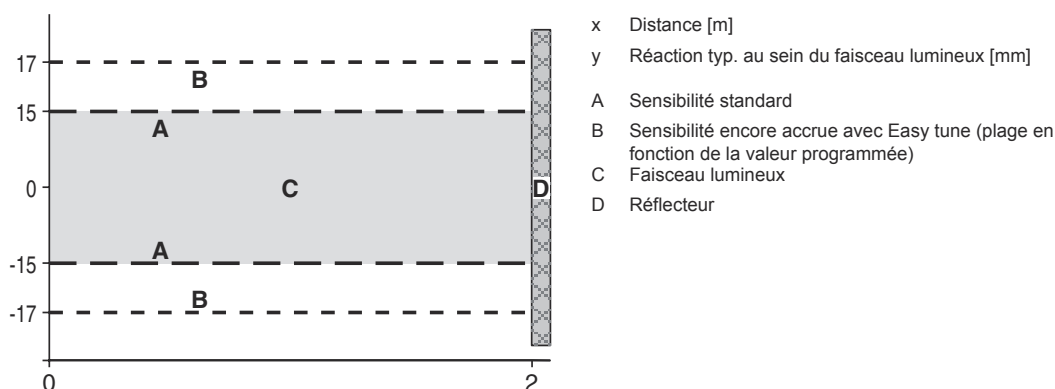 17
B
15
A
0
C
D
A
-15
B
-17
0
2
x Distance [m]
y Réaction typ. au sein du faisceau lumineux [mm]
A Sensibilité standard
B Sensibilité encore accrue avec Easy tune (plage en
fonction de la valeur programmée)
C Faisceau lumineux
D Réflecteur